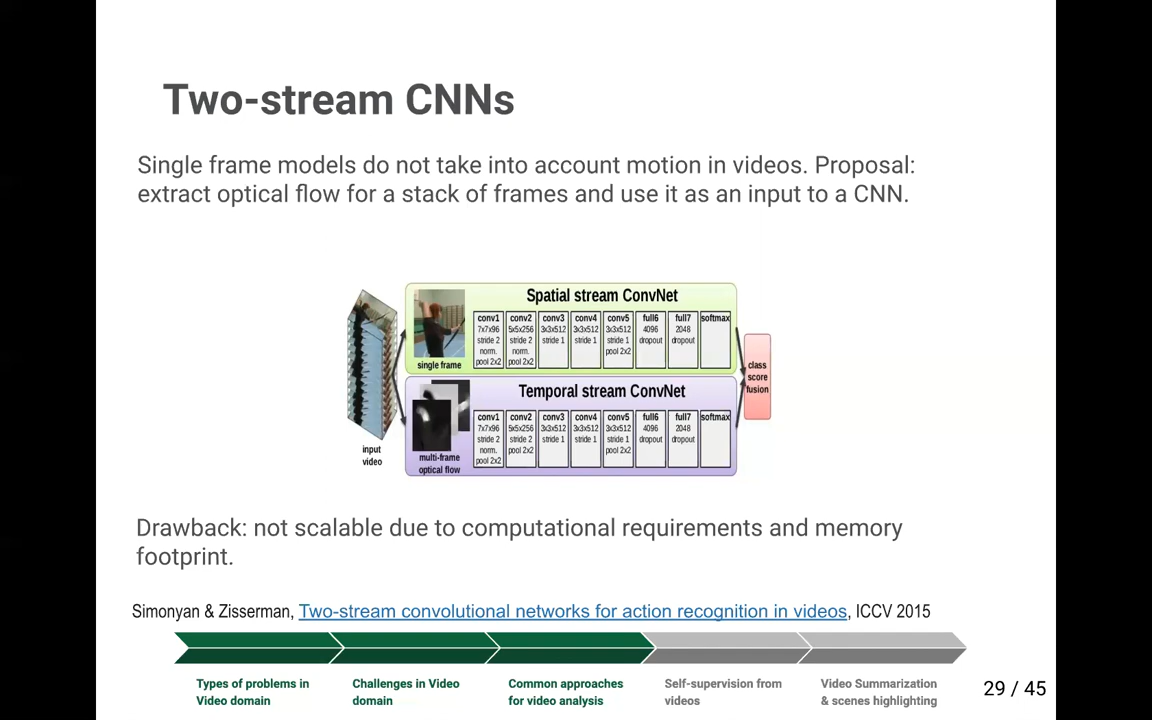 Two-stream CNNs
Single frame models do not take into account motion in videos. Proposal:
extract optical flow for a stack of frames and use it as an input to a CNN.
input
video
single frame
Spatial stream ConvNet
conv1
7x7x96
stride 2
norm.
pool 2x2
conv2
5x5x256
stride 2
norm.
pool 2x2
conv3
3x3x512
stride 1
conv4
3x3x512
stride 1
conv5
3x3x512
stride 1
pool 2x2
full6
4096
dropout
full7
2048
dropout
softmax
multi-frame
optical flow
Temporal stream ConvNet
conv1
7x7x96
stride 2
norm.
pool 2x2
conv2
5x5x256
stride 2
pool 2x2
conv3
3x3x512
stride 1
conv4
3x3x512
stride 1
conv5
3x3x512
stride 1
pool 2x2
full6
4096
dropout
full7
2048
dropout
softmax
class
score
fusion
Drawback: not scalable due to computational requirements and memory
footprint.
Simonyan & Zisserman, Two-stream convolutional networks for action recognition in videos, ICCV 2015
Types of problems in
Video domain
Challenges in Video
domain
Common approaches
for video analysis
Self-supervision from
videos
Video Summarization
& scenes highlighting
29 / 45